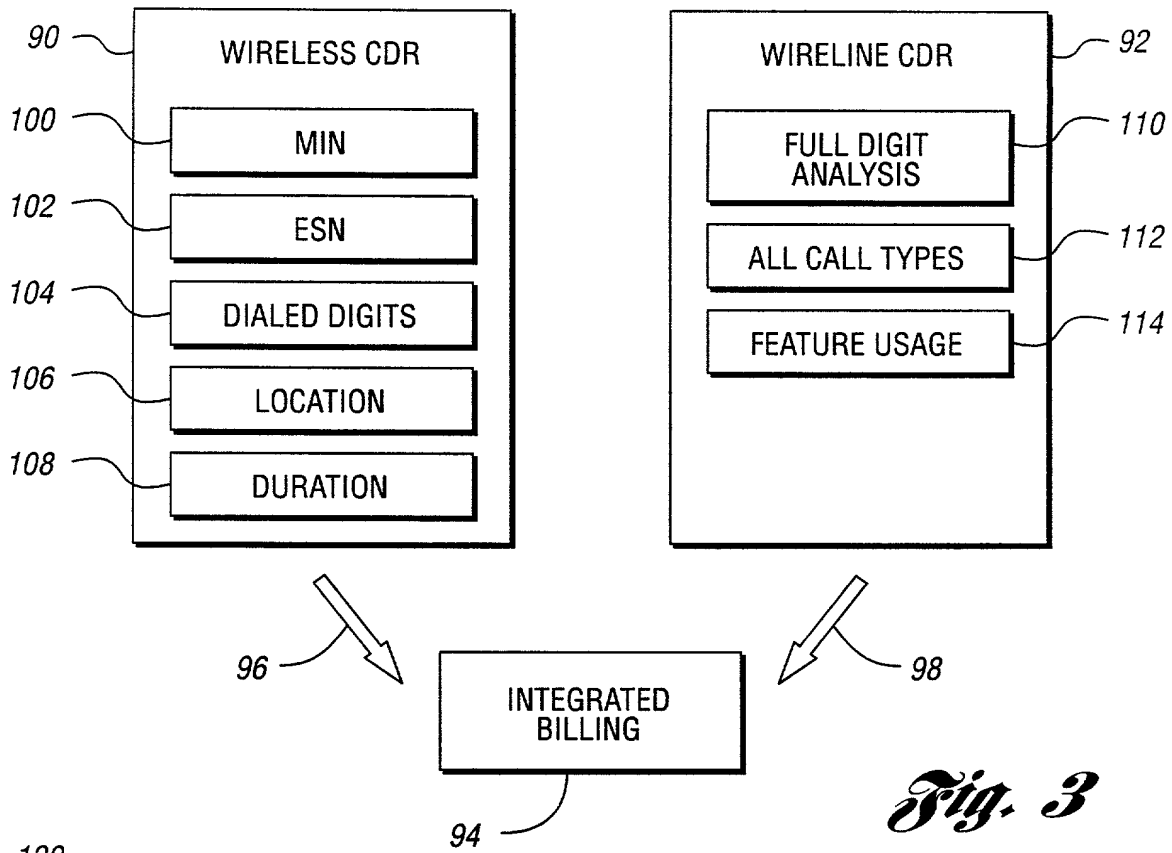 90
WIRELESS CDR
100
MIN
102
ESN
104
DIALED DIGITS
106
LOCATION
108
DURATION
WIRELINE CDR
92
FULL DIGIT
ANALYSIS
110
ALL CALL TYPES
112
FEATURE USAGE
114
96
98
INTEGRATED
BILLING
94
Fig. 3